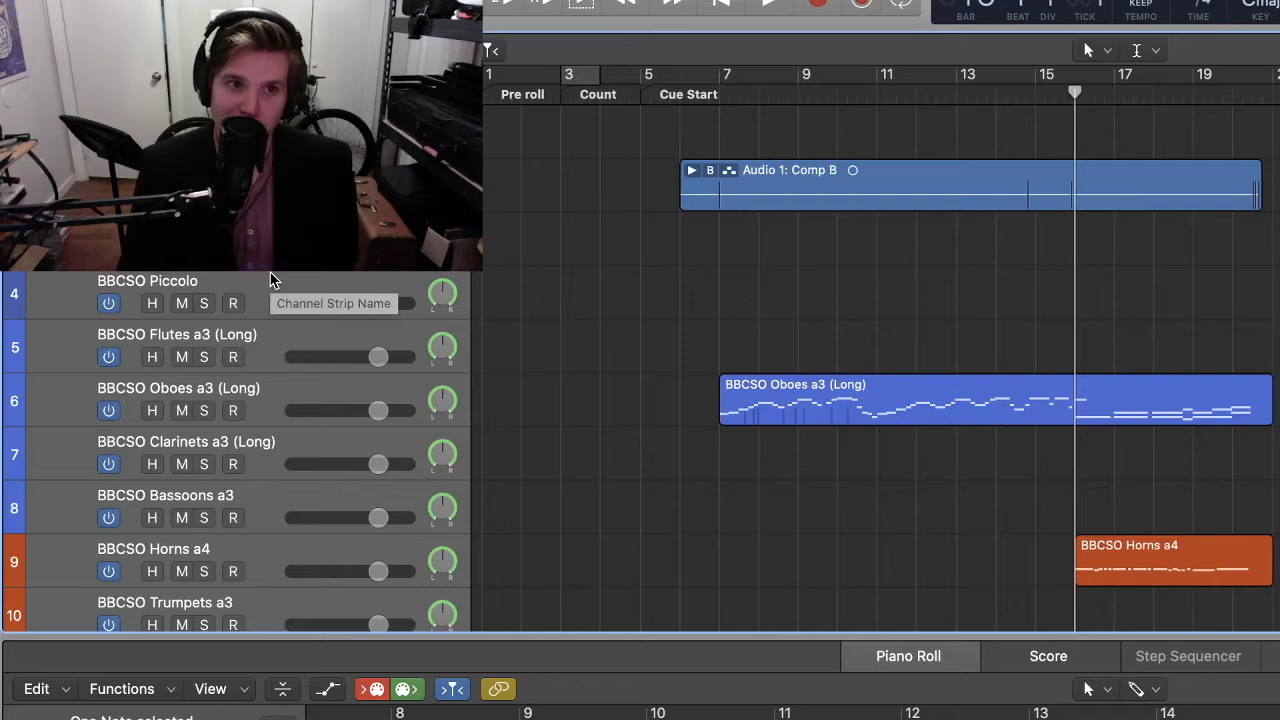 KEEP
BAR BEAT DIV TICK TEMPO TIME KEY
1 3 5 7 9 11 13 15 17 19
Pre roll Count Cue Start
B Audio 1: Comp B
4 BBCSO Piccolo
H M S R
Channel Strip Name
L R
5 BBCSO Flutes a3 (Long)
H M S R
L R
BBCSO Oboes a3 (Long)
6 BBCSO Oboes a3 (Long)
H M S R
L R
7 BBCSO Clarinets a3 (Long)
H M S R
L R
8 BBCSO Bassoons a3
H M S R
L R
9 BBCSO Horns a4
BBCSO Horns a4
H M S R
L R
10 BBCSO Trumpets a3
H M S R
L R
Piano Roll Score Step Sequencer
Edit Functions View
One Note selected
8 9 10 11 12 13 14